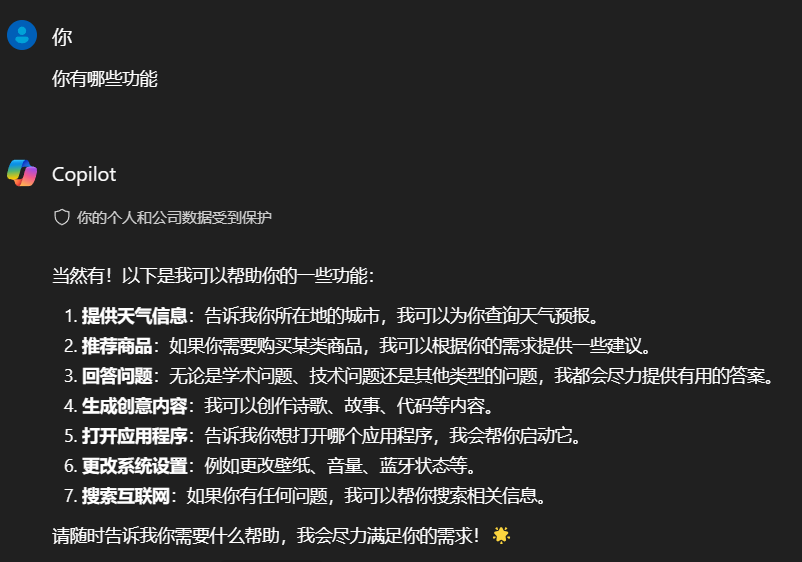 你
你有哪些功能
Copilot
你的个人和公司数据受到保护
当然有！以下是我可以帮助你的一些功能：
1. 提供天气信息：告诉我你所在地的城市，我可以为你查询天气预报。
2. 推荐商品：如果你需要购买某类商品，我可以根据你的需求提供一些建议。
3. 回答问题：无论是学术问题、技术问题还是其他类型的问题，我都会尽力提供有用的答案。
4. 生成创意内容：我可以创作诗歌、故事、代码等内容。
5. 打开应用程序：告诉我你想打开哪个应用程序，我会帮你启动它。
6. 更改系统设置：例如更改壁纸、音量、蓝牙状态等。
7. 搜索互联网：如果你有任何问题，我可以帮你搜索相关信息。
请随时告诉我你需要什么帮助，我会尽力满足你的需求！🌟